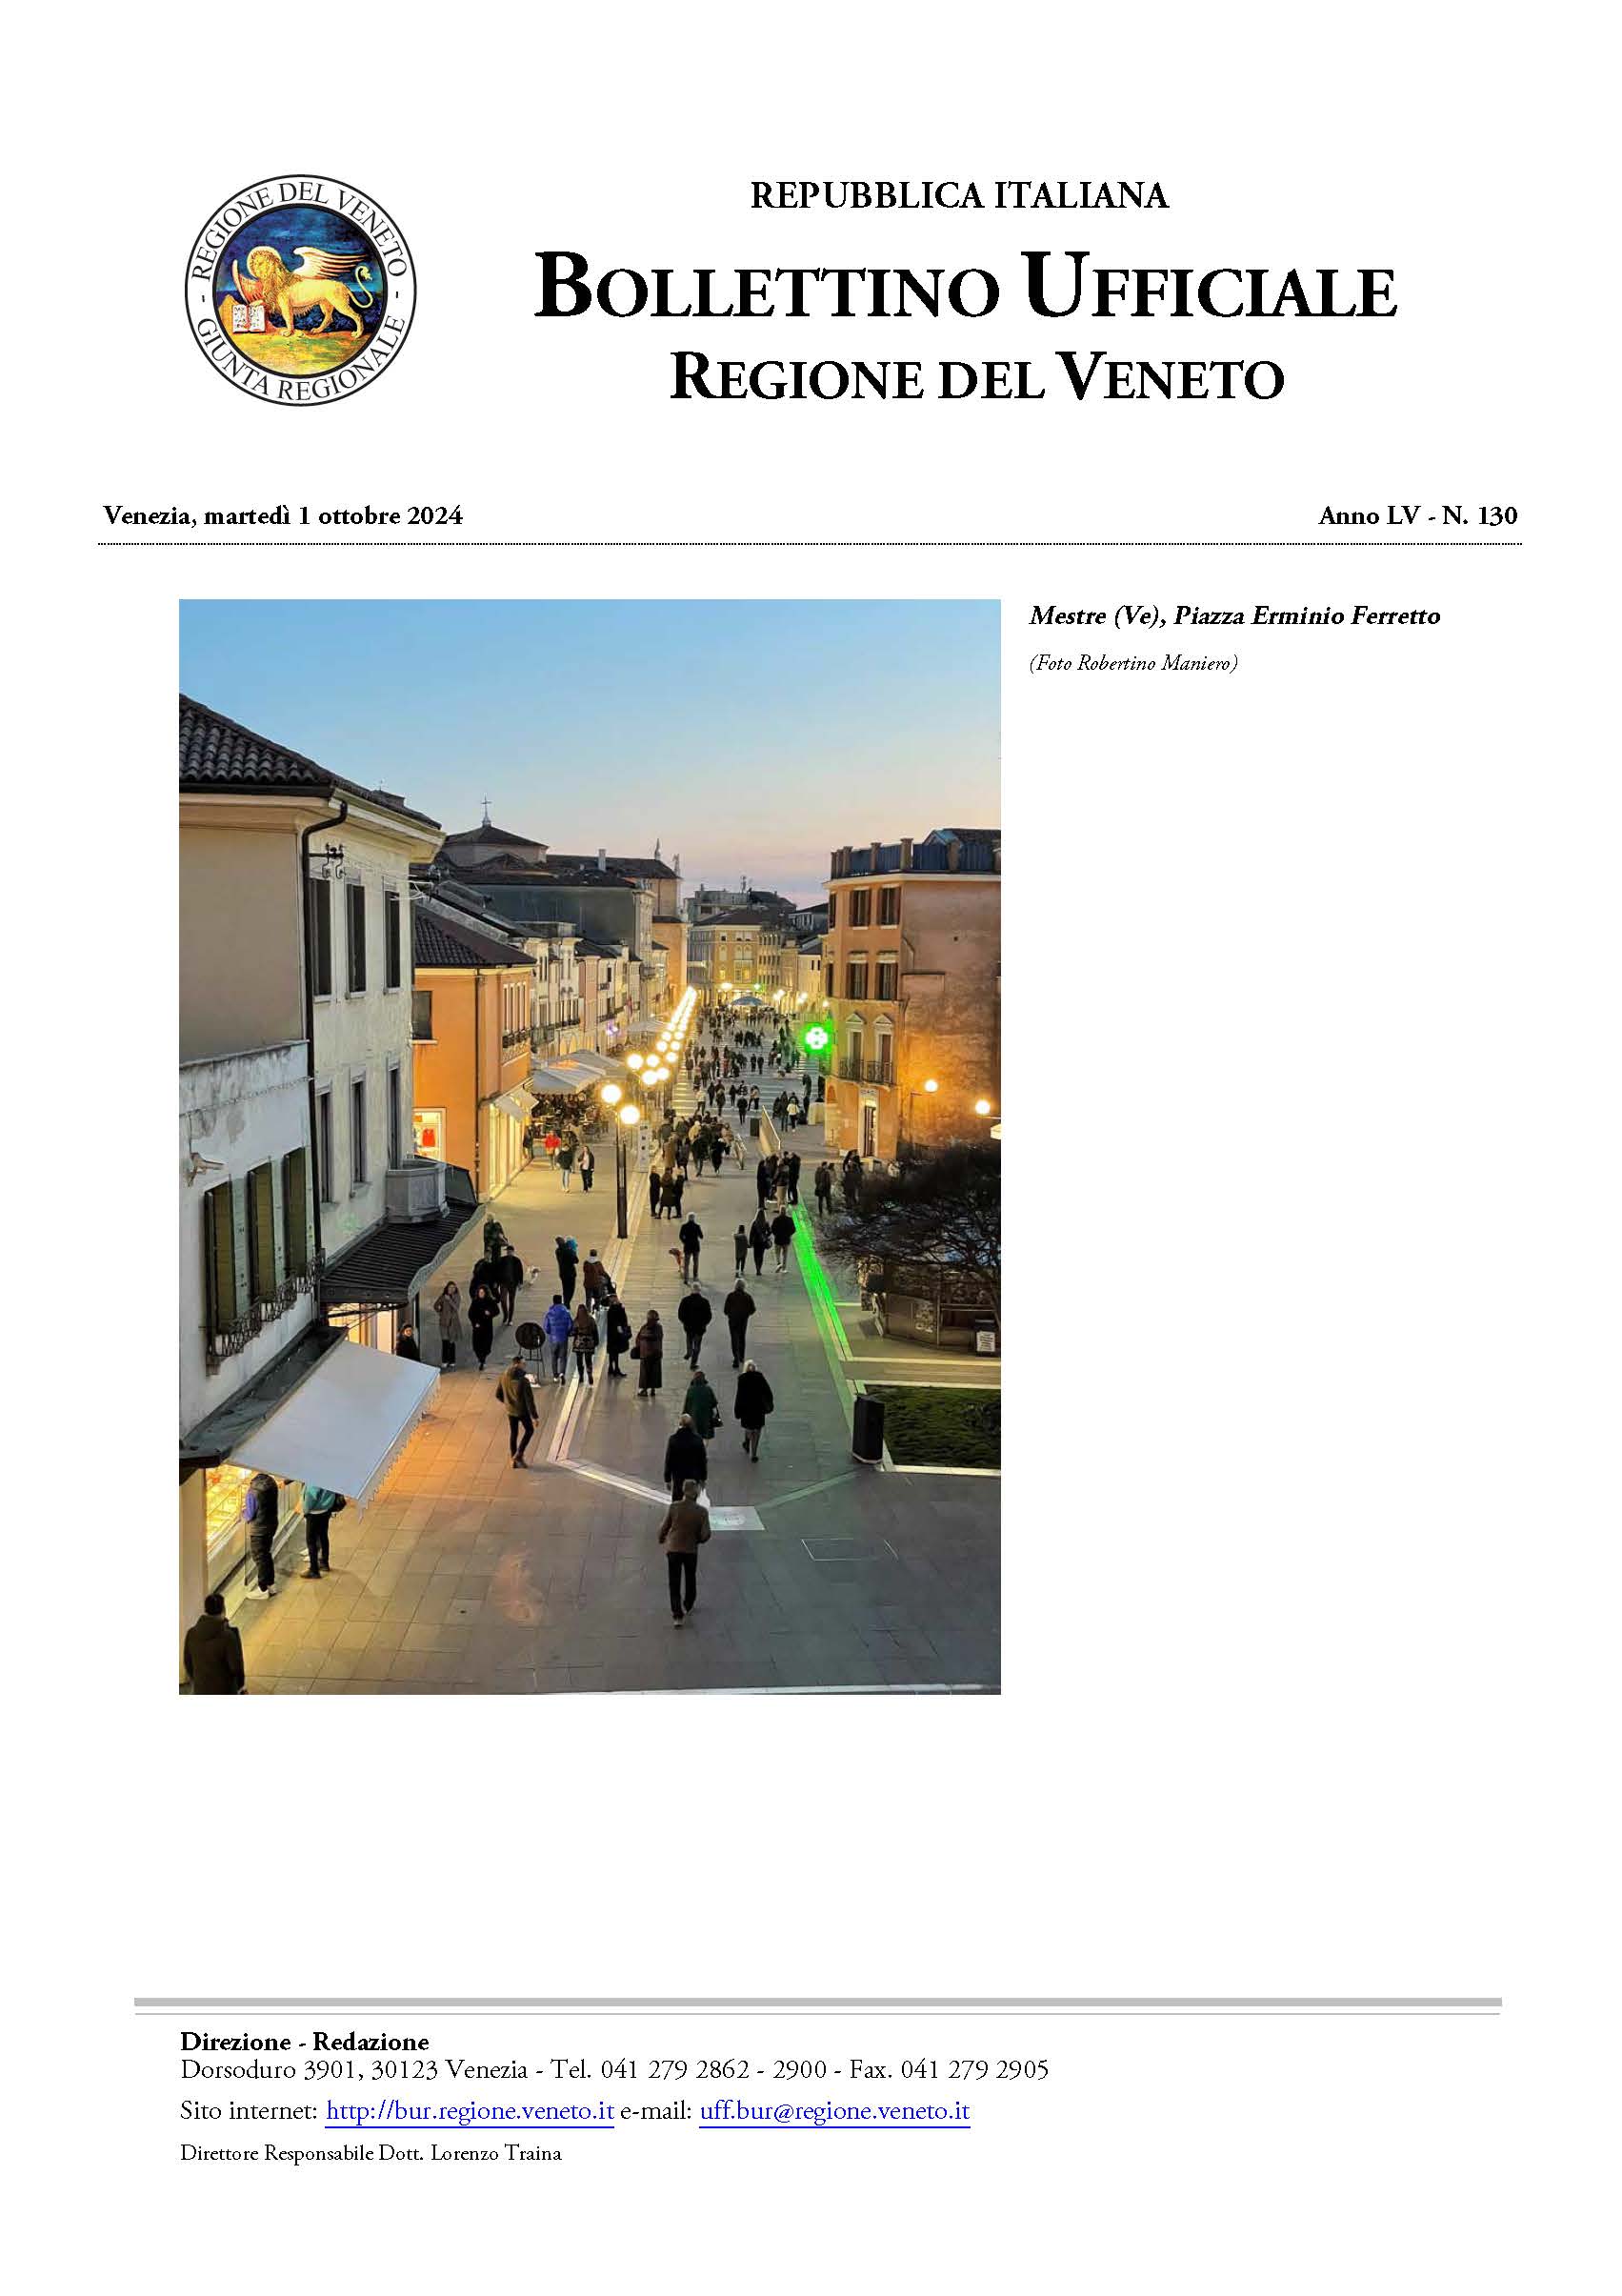 REGIONE DEL VENETO
GIUNTA REGIONALE
REPUBBLICA ITALIANA
BOLLETTINO UFFICIALE
REGIONE DEL VENETO
Venezia, martedì 1 ottobre 2024
Anno LV - N. 130
Mestre (Ve), Piazza Erminio Ferretto
(Foto Robertino Maniero)
Direzione - Redazione
Dorsoduro 3901, 30123 Venezia - Tel. 041 279 2862 - 2900 - Fax. 041 279 2905
Sito internet: http://bur.regione.veneto.it e-mail: uff.bur@regione.veneto.it
Direttore Responsabile Dott. Lorenzo Traina